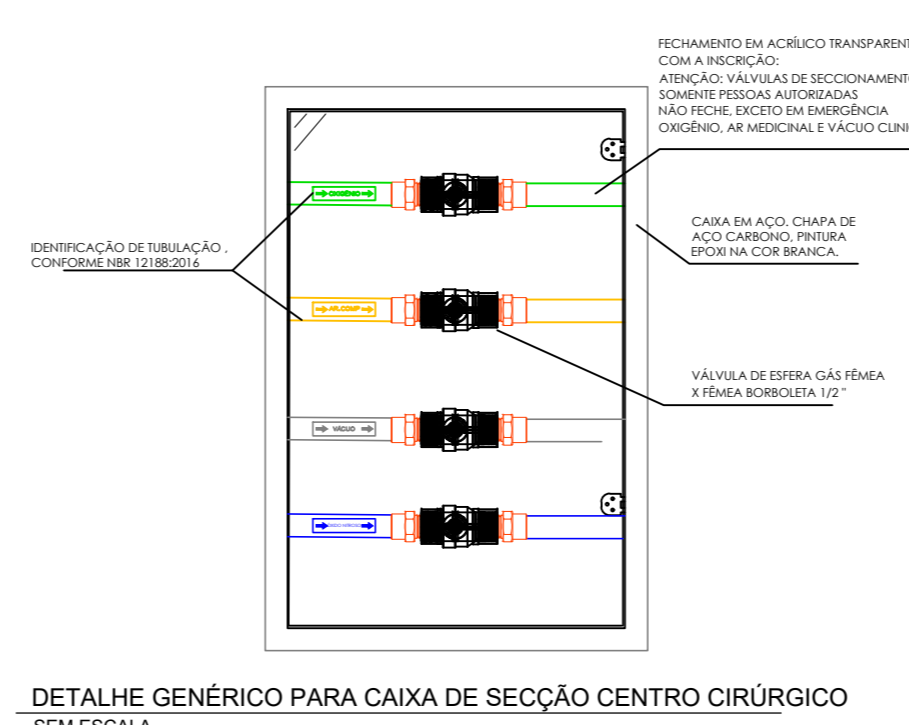 FECHAMENTO EM ACRÍLICO TRANSPARENT
COM A INSCRIÇÃO:
ATENÇÃO: VÁLVULAS DE SECCIONAMENTO
SOMENTE PESSOAS AUTORIZADAS
NÃO FECHE, EXCETO EM EMERGÊNCIA
OXIGÊNIO, AR MEDICINAL E VÁCUO CLINI
OXIGÊNIO
CAIXA EM AÇO. CHAPA DE
AÇO CARBONO, PINTURA
EPOXI NA COR BRANCA.
IDENTIFICAÇÃO DE TUBULAÇÃO ,
CONFORME NBR 12188:2016
AR.COMP
VÁLVULA DE ESFERA GÁS FÊMEA
X FÊMEA BORBOLETA 1/2 "
VÁCUO
DETALHE GENÉRICO PARA CAIXA DE SECÇÃO CENTRO CIRÚRGICO
SEM ESCALA